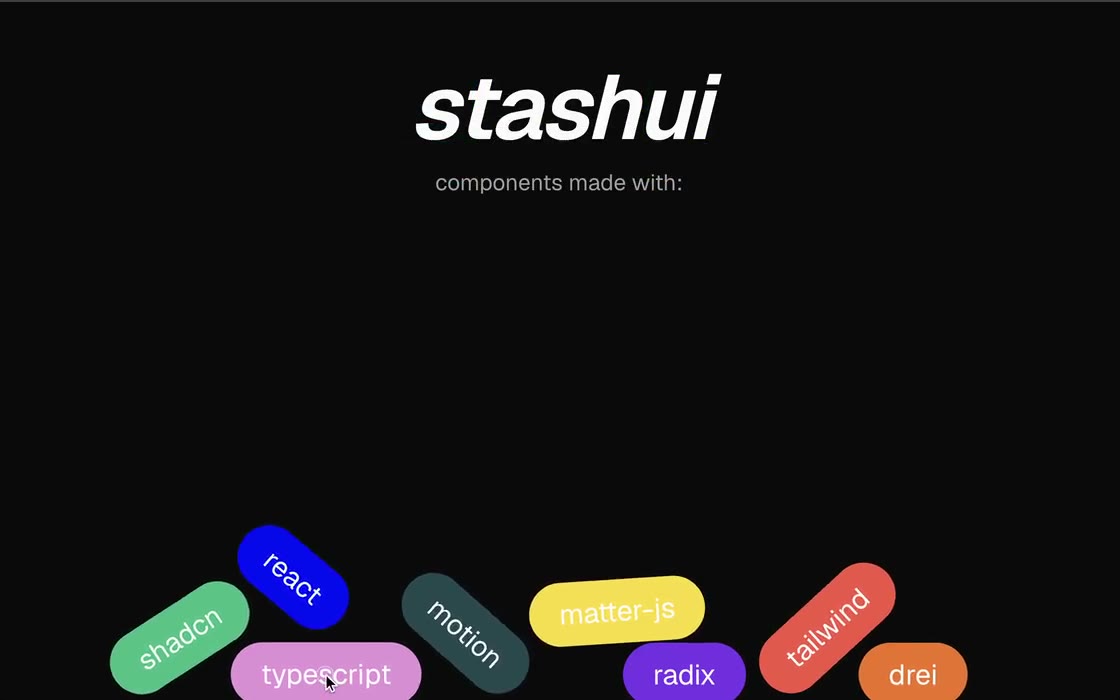 stashui
components made with:
react
shadcn
typescript
motion
matter-js
radix
tailwind
drei